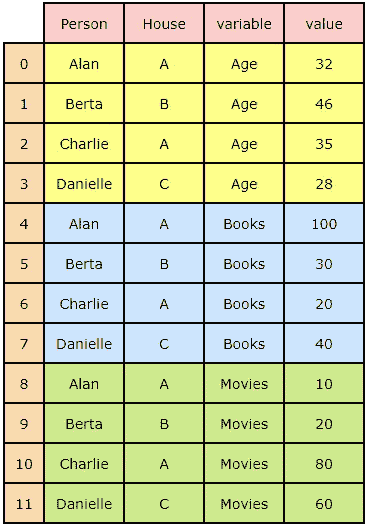 Person House variable value
0 Alan A Age 32
1 Berta B Age 46
2 Charlie A Age 35
3 Danielle C Age 28
4 Alan A Books 100
5 Berta B Books 30
6 Charlie A Books 20
7 Danielle C Books 40
8 Alan A Movies 10
9 Berta B Movies 20
10 Charlie A Movies 80
11 Danielle C Movies 60